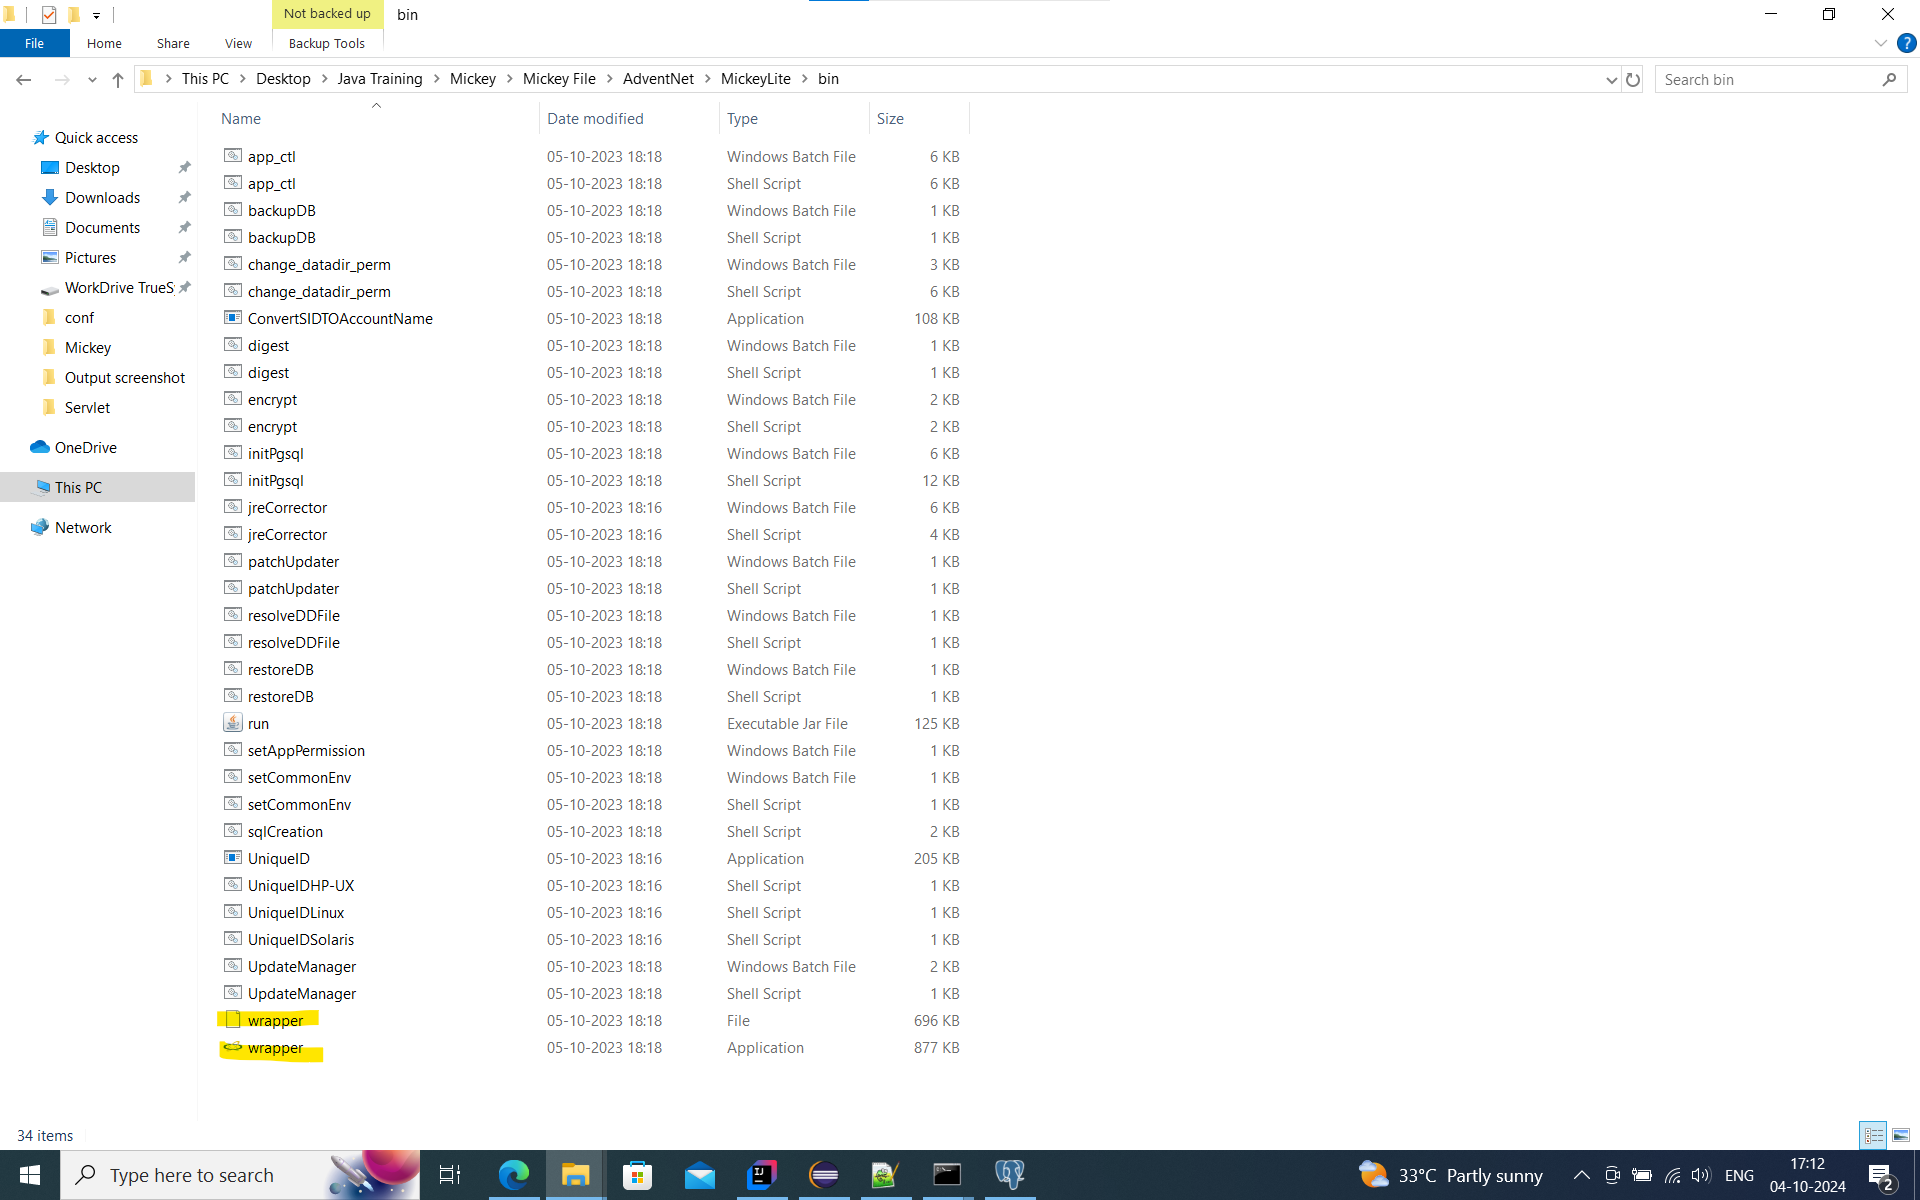 Not backed up bin
File Home Share View Backup Tools
This PC Desktop Java Training Mickey Mickey File AdventNet MickeyLite bin Search bin
Name Date modified Type Size
Quick access
Desktop
Downloads
Documents
Pictures
WorkDrive TrueS
conf
Mickey
Output screenshot
Servlet
OneDrive
This PC
Network
app_ctl 05-10-2023 18:18 Windows Batch File 6 KB
app_ctl 05-10-2023 18:18 Shell Script 6 KB
backupDB 05-10-2023 18:18 Windows Batch File 1 KB
backupDB 05-10-2023 18:18 Shell Script 1 KB
change_datadir_perm 05-10-2023 18:18 Windows Batch File 3 KB
change_datadir_perm 05-10-2023 18:18 Shell Script 6 KB
ConvertSIDTOAccountName 05-10-2023 18:18 Application 108 KB
digest 05-10-2023 18:18 Windows Batch File 1 KB
digest 05-10-2023 18:18 Shell Script 1 KB
encrypt 05-10-2023 18:18 Windows Batch File 2 KB
encrypt 05-10-2023 18:18 Shell Script 2 KB
initPgsql 05-10-2023 18:18 Windows Batch File 6 KB
initPgsql 05-10-2023 18:18 Shell Script 12 KB
jreCorrector 05-10-2023 18:16 Windows Batch File 6 KB
jreCorrector 05-10-2023 18:16 Shell Script 4 KB
patchUpdater 05-10-2023 18:18 Windows Batch File 1 KB
patchUpdater 05-10-2023 18:18 Shell Script 1 KB
resolveDDFile 05-10-2023 18:18 Windows Batch File 1 KB
resolveDDFile 05-10-2023 18:18 Shell Script 1 KB
restoreDB 05-10-2023 18:18 Windows Batch File 1 KB
restoreDB 05-10-2023 18:18 Shell Script 1 KB
run 05-10-2023 18:18 Executable Jar File 125 KB
setAppPermission 05-10-2023 18:18 Windows Batch File 1 KB
setCommonEnv 05-10-2023 18:18 Windows Batch File 1 KB
setCommonEnv 05-10-2023 18:18 Shell Script 1 KB
sqlCreation 05-10-2023 18:18 Shell Script 2 KB
UniqueID 05-10-2023 18:16 Application 205 KB
UniqueIDHP-UX 05-10-2023 18:16 Shell Script 1 KB
UniqueIDLinux 05-10-2023 18:16 Shell Script 1 KB
UniqueIDSolaris 05-10-2023 18:16 Shell Script 1 KB
UpdateManager 05-10-2023 18:18 Windows Batch File 2 KB
UpdateManager 05-10-2023 18:18 Shell Script 1 KB
wrapper 05-10-2023 18:18 File 696 KB
wrapper 05-10-2023 18:18 Application 877 KB
34 items
Type here to search 33°C Partly sunny ENG 17:12
04-10-2024 2